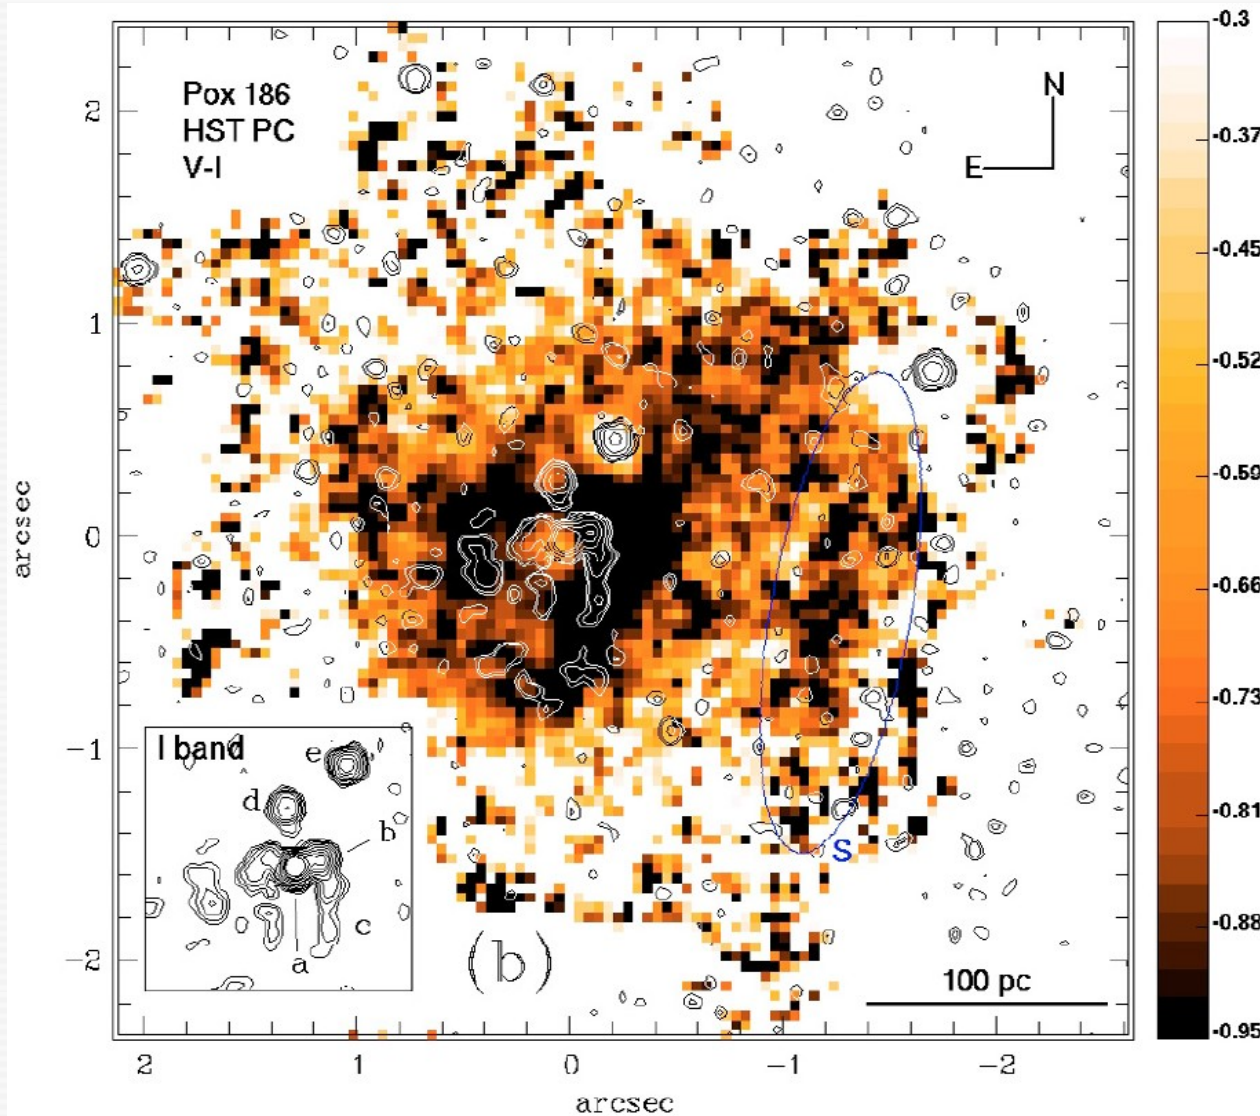 Pox 186
HST PC
V-I
N
E
-0.3
-0.37
-0.45
-0.52
-0.59
-0.66
-0.73
-0.81
-0.88
-0.95
2
1
0
-1
-2
arcsec
I band
e
d
b
c
a
(b)
S
100 pc
2
1
0
-1
-2
arcsec